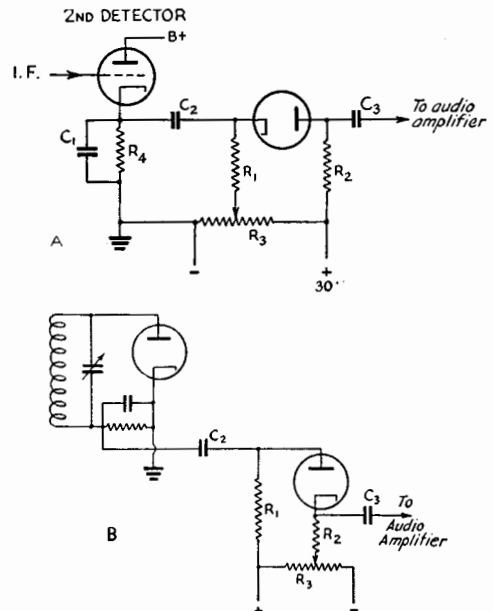 2ND DETECTOR
B+
I.F.
C2
C3
To audio
amplifier
C1
R4
R1
R2
A
R3
-
+
30
C2
C3
To
Audio
Amplifier
R1
R2
B
R3
+
-